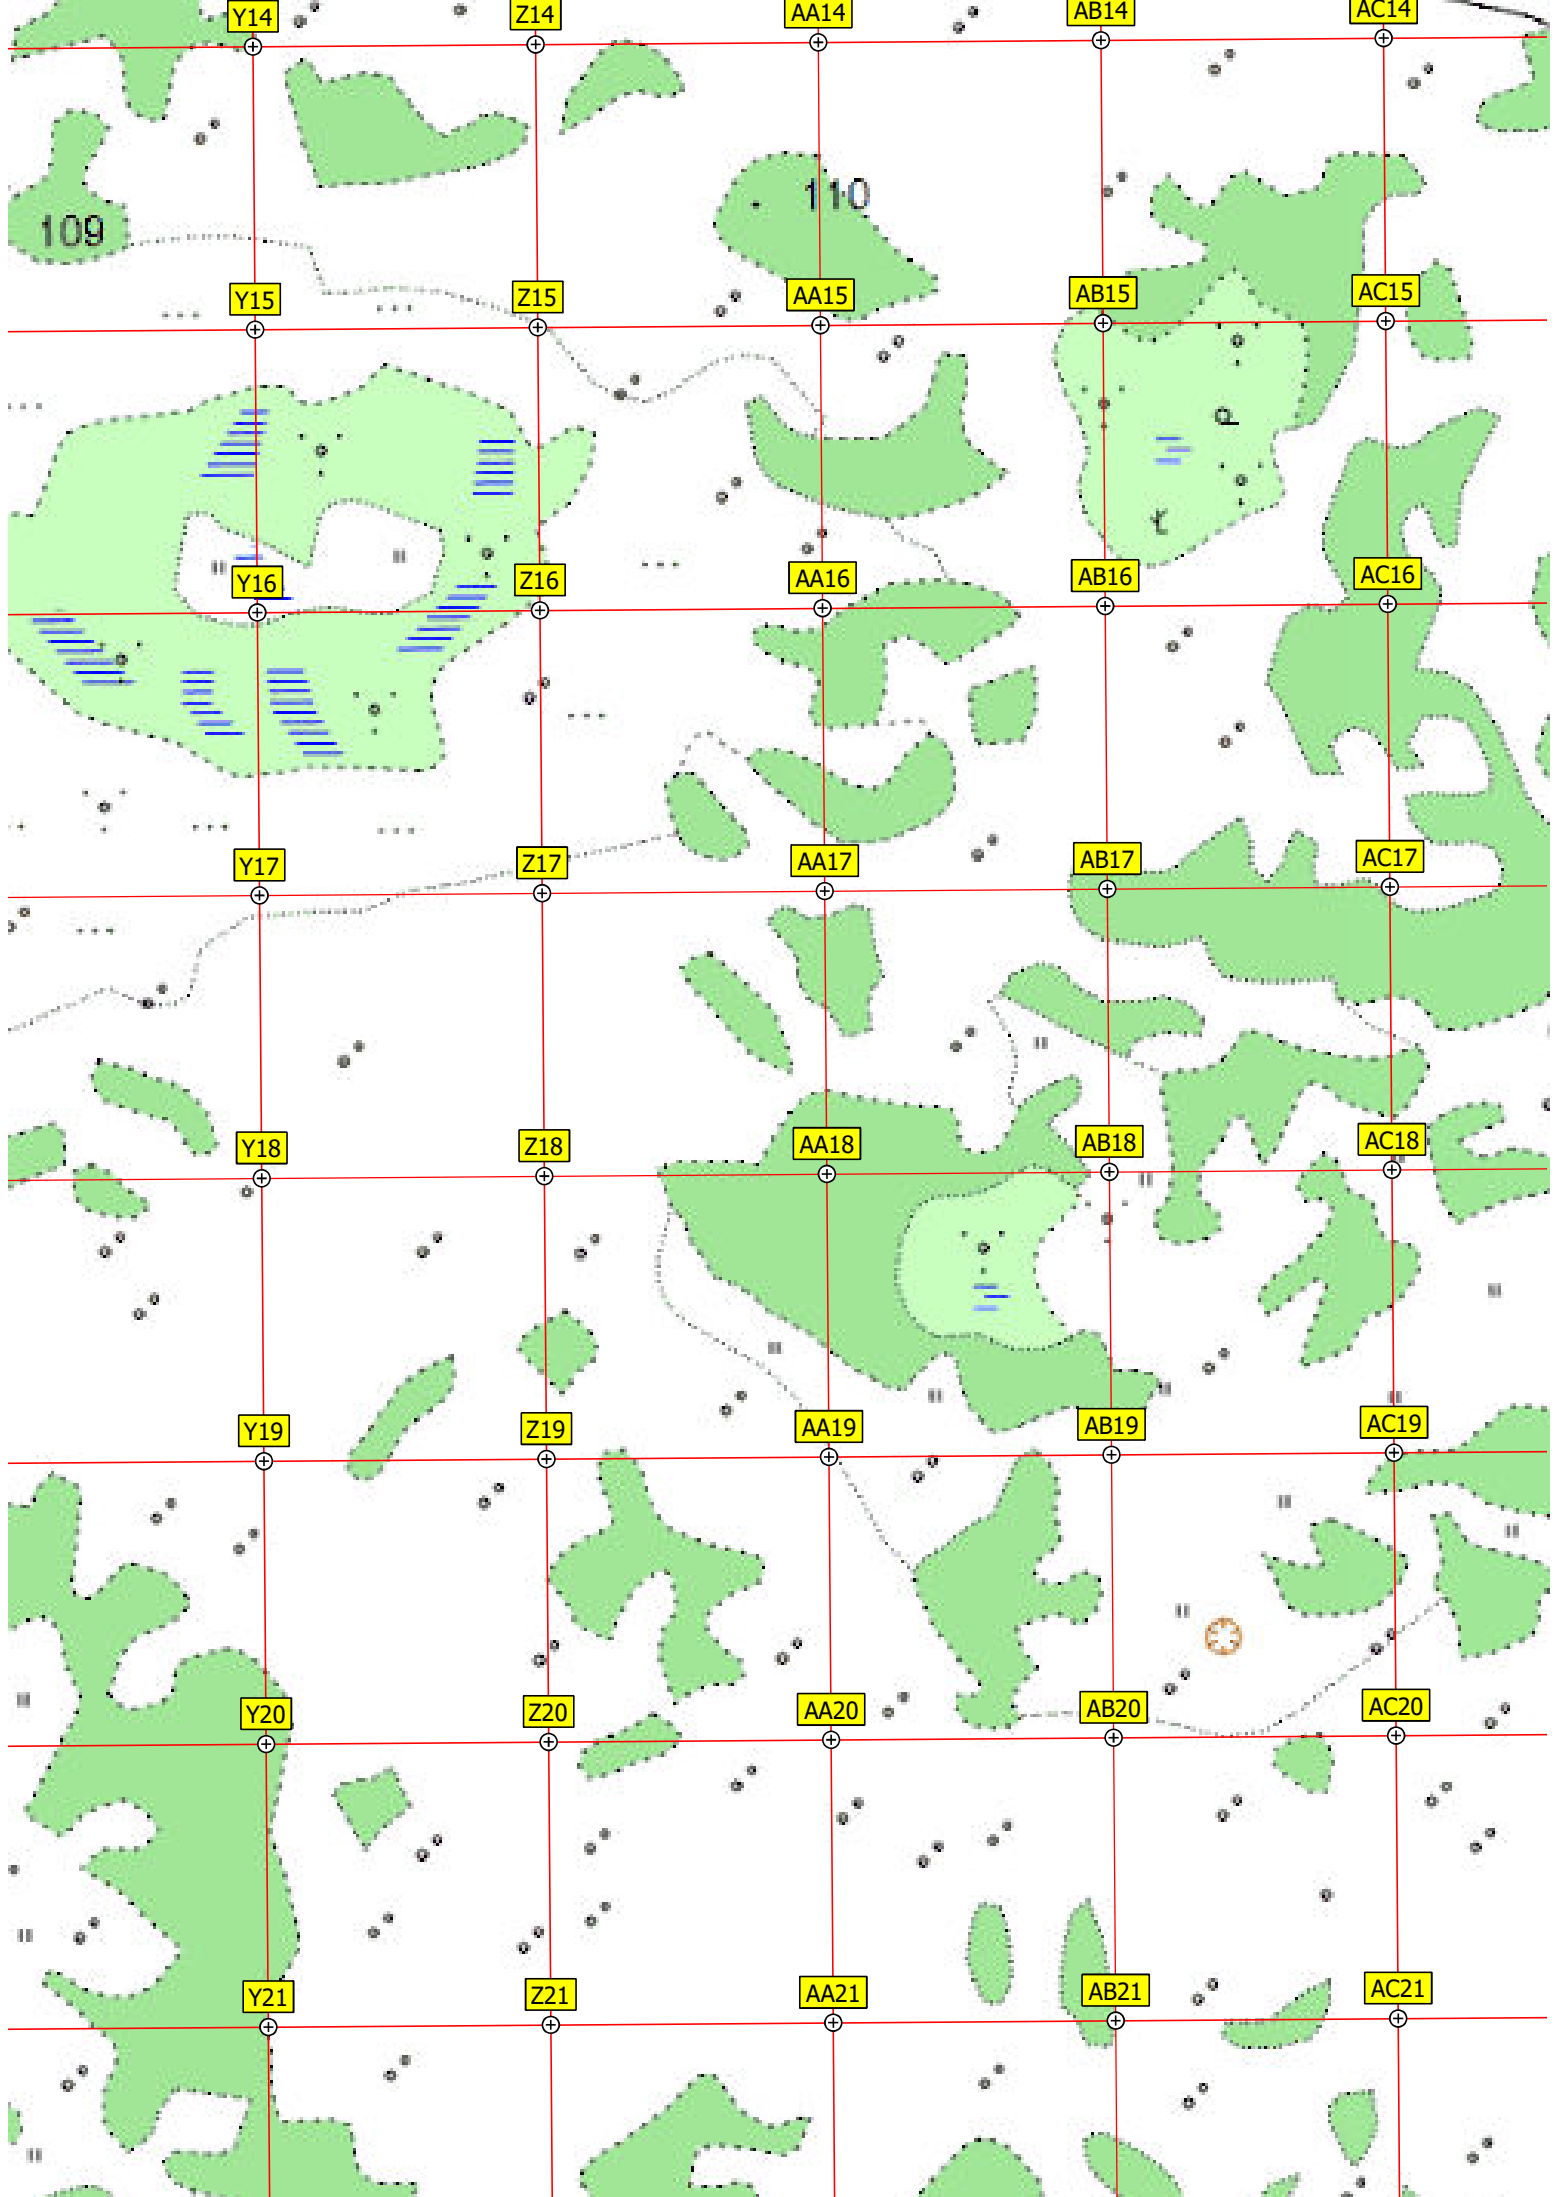 Y14 Z14 AA14 AB14 AC14
110
109
Y15 Z15 AA15 AB15 AC15
р
к
Y16 Z16 AA16 AB16 AC16
Y17 Z17 AA17 AB17 AC17
Y18 Z18 AA18 AB18 AC18
Y19 Z19 AA19 AB19 AC19
Y20 Z20 AA20 AB20 AC20
Y21 Z21 AA21 AB21 AC21